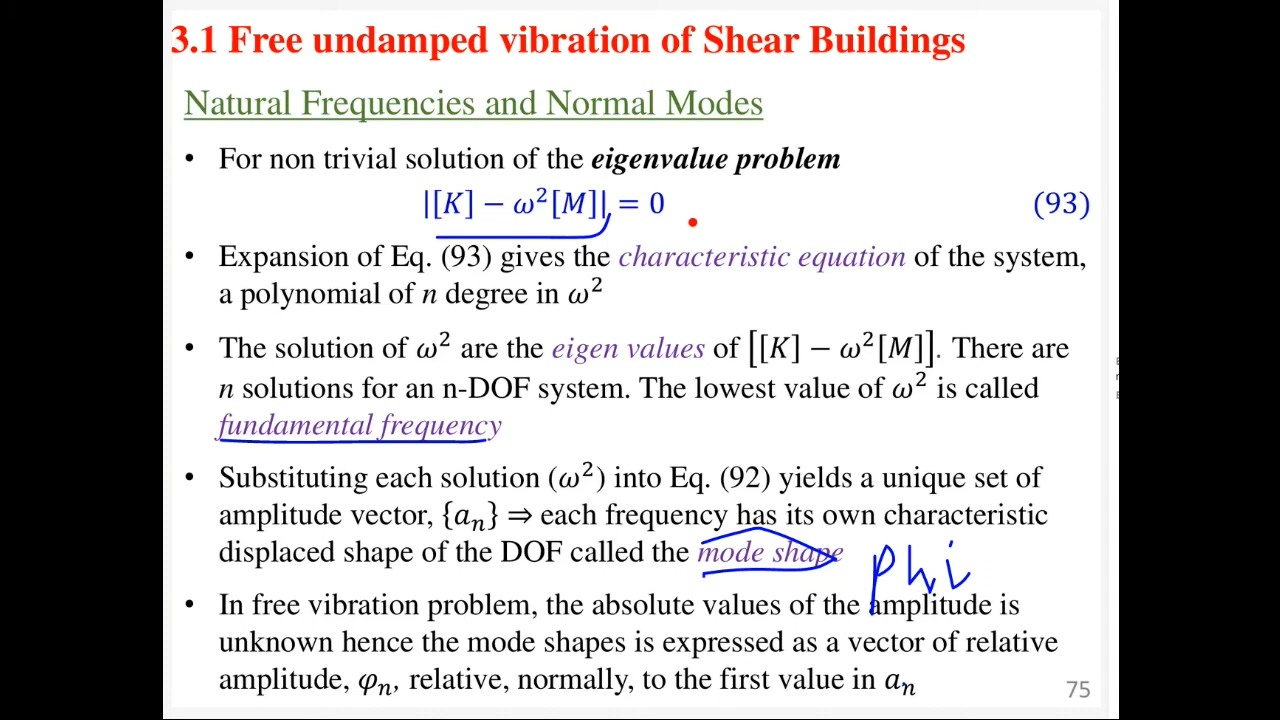 3.1 Free undamped vibration of Shear Buildings
Natural Frequencies and Normal Modes
• For non trivial solution of the eigenvalue problem
|[K] − ω²[M]| = 0 (93)
• Expansion of Eq. (93) gives the characteristic equation of the system,
a polynomial of n degree in ω²
• The solution of ω² are the eigen values of [[K] − ω²[M]]. There are
n solutions for an n-DOF system. The lowest value of ω² is called
fundamental frequency
• Substituting each solution (ω²) into Eq. (92) yields a unique set of
amplitude vector, {aₙ} ⇒ each frequency has its own characteristic
displaced shape of the DOF called the mode shape
phi
• In free vibration problem, the absolute values of the amplitude is
unknown hence the mode shapes is expressed as a vector of relative
amplitude, φₙ, relative, normally, to the first value in aₙ
75